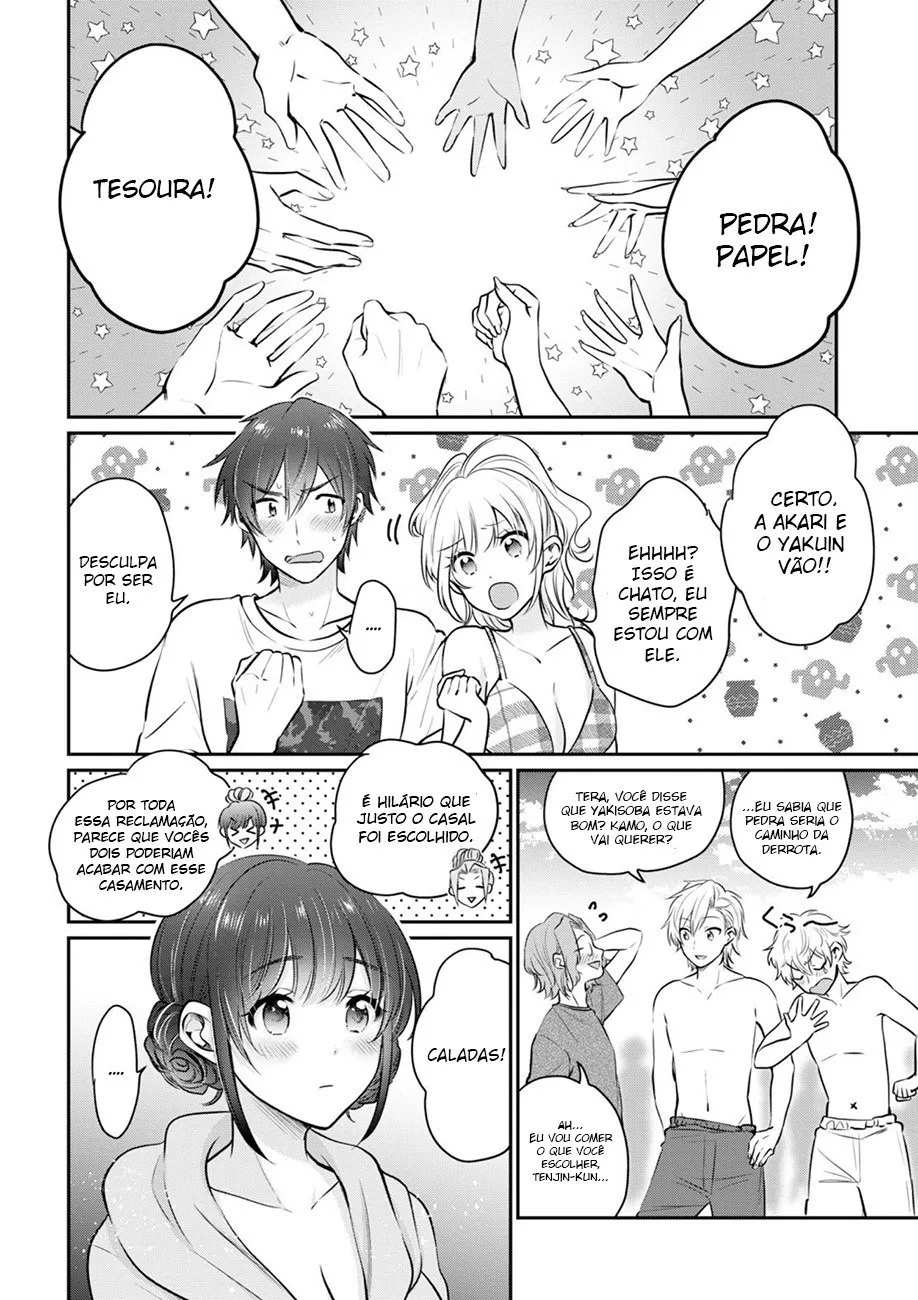 PEDRA!
PAPEL!
TESOURA!
CERTO,
A AKARI E
O YAKUIN
VÃO!!
EHHHH?
ISSO É
CHATO, EU
SEMPRE
ESTOU COM
ELE.
....
DESCULPA
POR SER
EU.
...EU SABIA QUE
PEDRA SERIA O
CAMINHO DA
DERROTA.
TERA, VOCÊ DISSE
QUE YAKISOBA ESTAVA
BOM? KAMO, O QUE
VAI QUERER?
AH...
EU VOU COMER
O QUE VOCÊ
ESCOLHER,
TENJIN-KUN...
É HILÁRIO QUE
JUSTO O CASAL
FOI ESCOLHIDO.
POR TODA
ESSA RECLAMAÇÃO,
PARECE QUE VOCÊS
DOIS PODERIAM
ACABAR COM ESSE
CASAMENTO.
CALADAS!
....